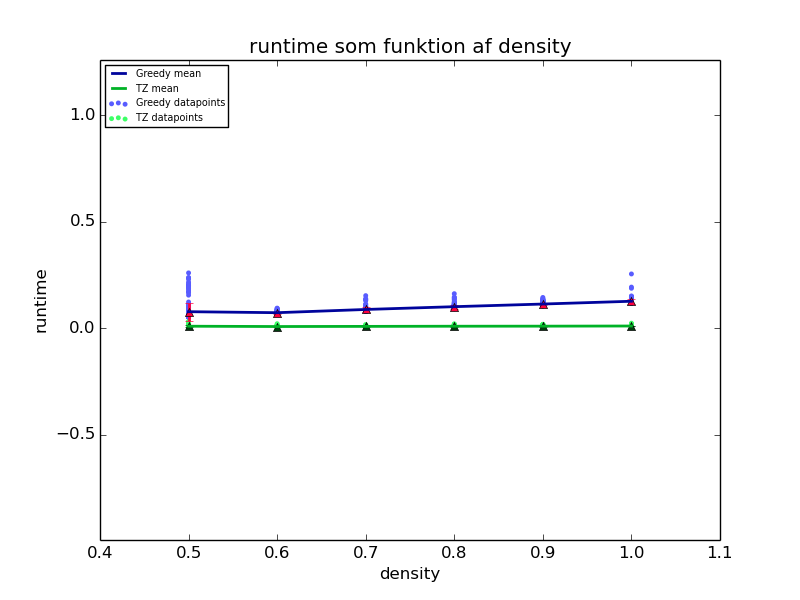 runtime som funktion af density
Greedy mean
TZ mean
Greedy datapoints
TZ datapoints
1.0
0.5
0.0
−0.5
runtime
0.4 0.5 0.6 0.7 0.8 0.9 1.0 1.1
density